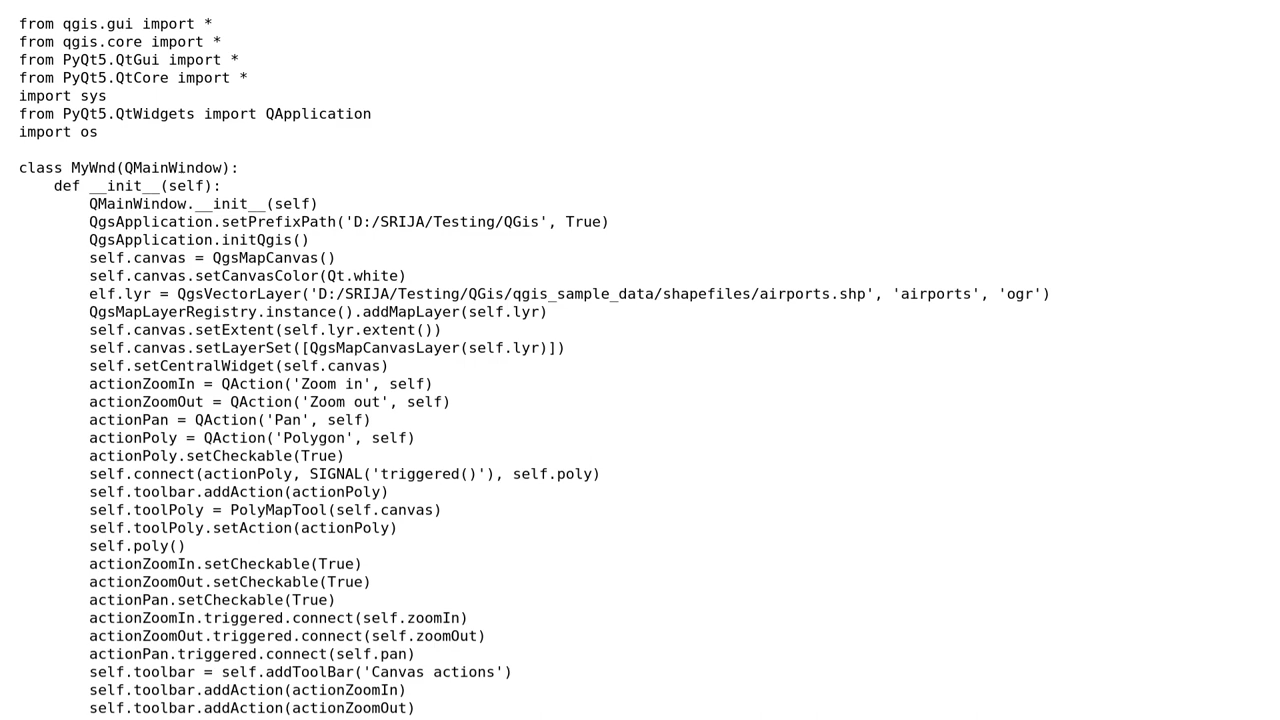 from qgis.gui import *
from qgis.core import *
from PyQt5.QtGui import *
from PyQt5.QtCore import *
import sys
from PyQt5.QtWidgets import QApplication
import os

class MyWnd(QMainWindow):
    def __init__(self):
        QMainWindow.__init__(self)
        QgsApplication.setPrefixPath('D:/SRIJA/Testing/QGis', True)
        QgsApplication.initQgis()
        self.canvas = QgsMapCanvas()
        self.canvas.setCanvasColor(Qt.white)
        elf.lyr = QgsVectorLayer('D:/SRIJA/Testing/QGis/qgis_sample_data/shapefiles/airports.shp', 'airports', 'ogr')
        QgsMapLayerRegistry.instance().addMapLayer(self.lyr)
        self.canvas.setExtent(self.lyr.extent())
        self.canvas.setLayerSet([QgsMapCanvasLayer(self.lyr)])
        self.setCentralWidget(self.canvas)
        actionZoomIn = QAction('Zoom in', self)
        actionZoomOut = QAction('Zoom out', self)
        actionPan = QAction('Pan', self)
        actionPoly = QAction('Polygon', self)
        actionPoly.setCheckable(True)
        self.connect(actionPoly, SIGNAL('triggered()'), self.poly)
        self.toolbar.addAction(actionPoly)
        self.toolPoly = PolyMapTool(self.canvas)
        self.toolPoly.setAction(actionPoly)
        self.poly()
        actionZoomIn.setCheckable(True)
        actionZoomOut.setCheckable(True)
        actionPan.setCheckable(True)
        actionZoomIn.triggered.connect(self.zoomIn)
        actionZoomOut.triggered.connect(self.zoomOut)
        actionPan.triggered.connect(self.pan)
        self.toolbar = self.addToolBar('Canvas actions')
        self.toolbar.addAction(actionZoomIn)
        self.toolbar.addAction(actionZoomOut)